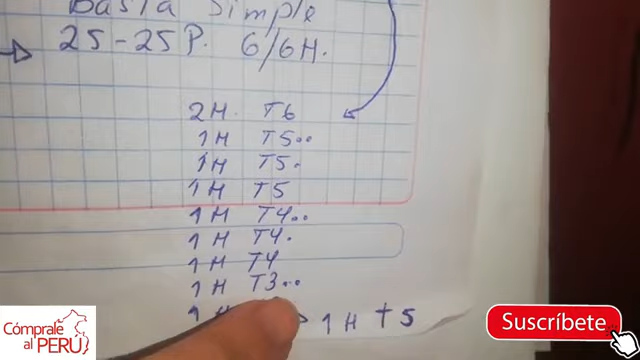 Basta Simple
25-25P. 6/6H.
2H. T6
1H T5..
1H T5.
1H T5
1H T4..
1H T4.
1H T4
1H T3..
1H
1H T5
Cómprale al PERÚ
Suscríbete